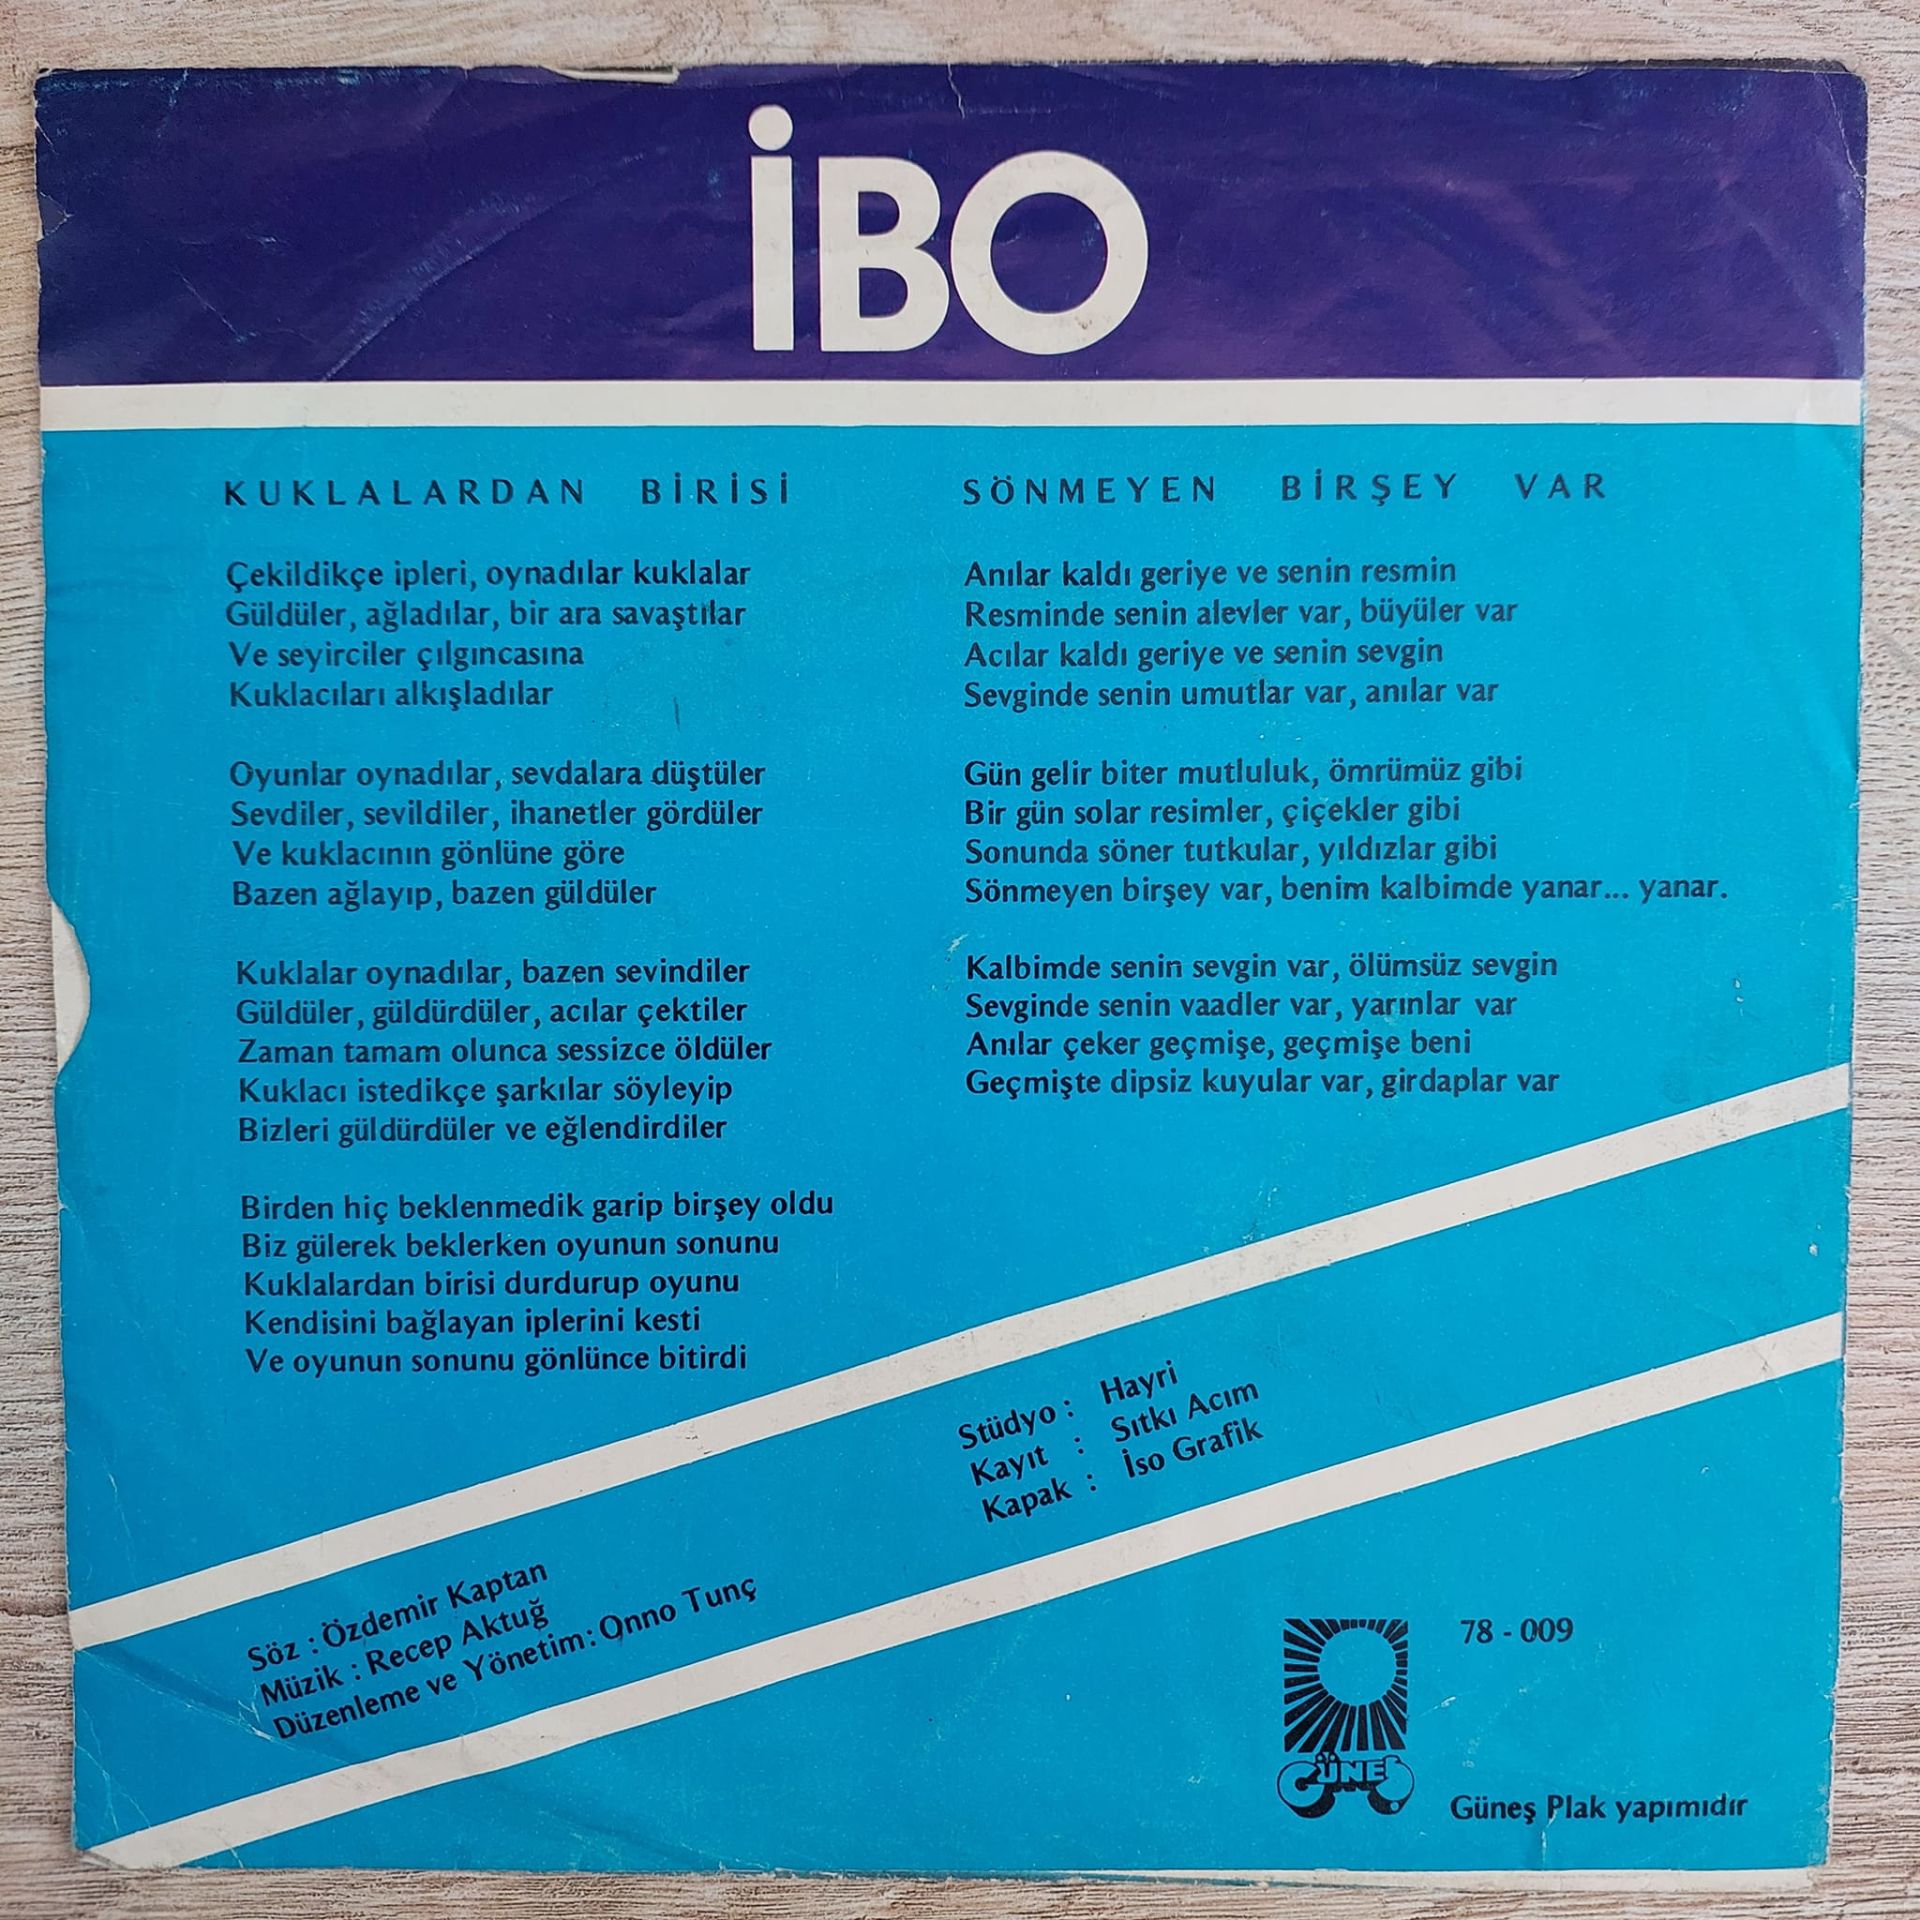 İBO
KUKLALARDAN BİRİSİ
Çekildikçe ipleri, oynadılar kuklalar
Güldüler, ağladılar, bir ara savaştılar
Ve seyirciler çılgıncasına
Kuklacıları alkışladılar
Oyunlar oynadılar, sevdalara düştüler
Sevdiler, sevildiler, ihanetler gördüler
Ve kuklacının gönlüne göre
Bazen ağlayıp, bazen güldüler
Kuklalar oynadılar, bazen sevindiler
Güldüler, güldürdüler, acılar çektiler
Zaman tamam olunca sessizce öldüler
Kuklacı istedikçe şarkılar söyleyip
Bizleri güldürdüler ve eğlendirdiler
Birden hiç beklenmedik garip birşey oldu
Biz gülerek beklerken oyunun sonunu
Kuklalardan birisi durdurup oyunu
Kendisini bağlayan iplerini kesti
Ve oyunun sonunu gönlünce bitirdi
SÖNMEYEN BİRŞEY VAR
Anılar kaldı geriye ve senin resmin
Resminde senin alevler var, büyüler var
Acılar kaldı geriye ve senin sevgin
Sevginde senin umutlar var, anılar var
Gün gelir biter mutluluk, ömrümüz gibi
Bir gün solar resimler, çiçekler gibi
Sonunda söner tutkular, yıldızlar gibi
Sönmeyen birşey var, benim kalbimde yanar... yanar.
Kalbimde senin sevgin var, ölümsüz sevgin
Sevginde senin vaadler var, yarınlar var
Anılar çeker geçmişe, geçmişe beni
Geçmişte dipsiz kuyular var, girdaplar var
Söz : Özdemir Kaptan
Müzik : Recep Aktuğ
Düzenleme ve Yönetim : Onno Tunç
Stüdyo : Hayri
Kayıt : Sıtkı Acım
Kapak : İso Grafik
78 - 009
GÜNEŞ
Güneş Plak yapımıdır